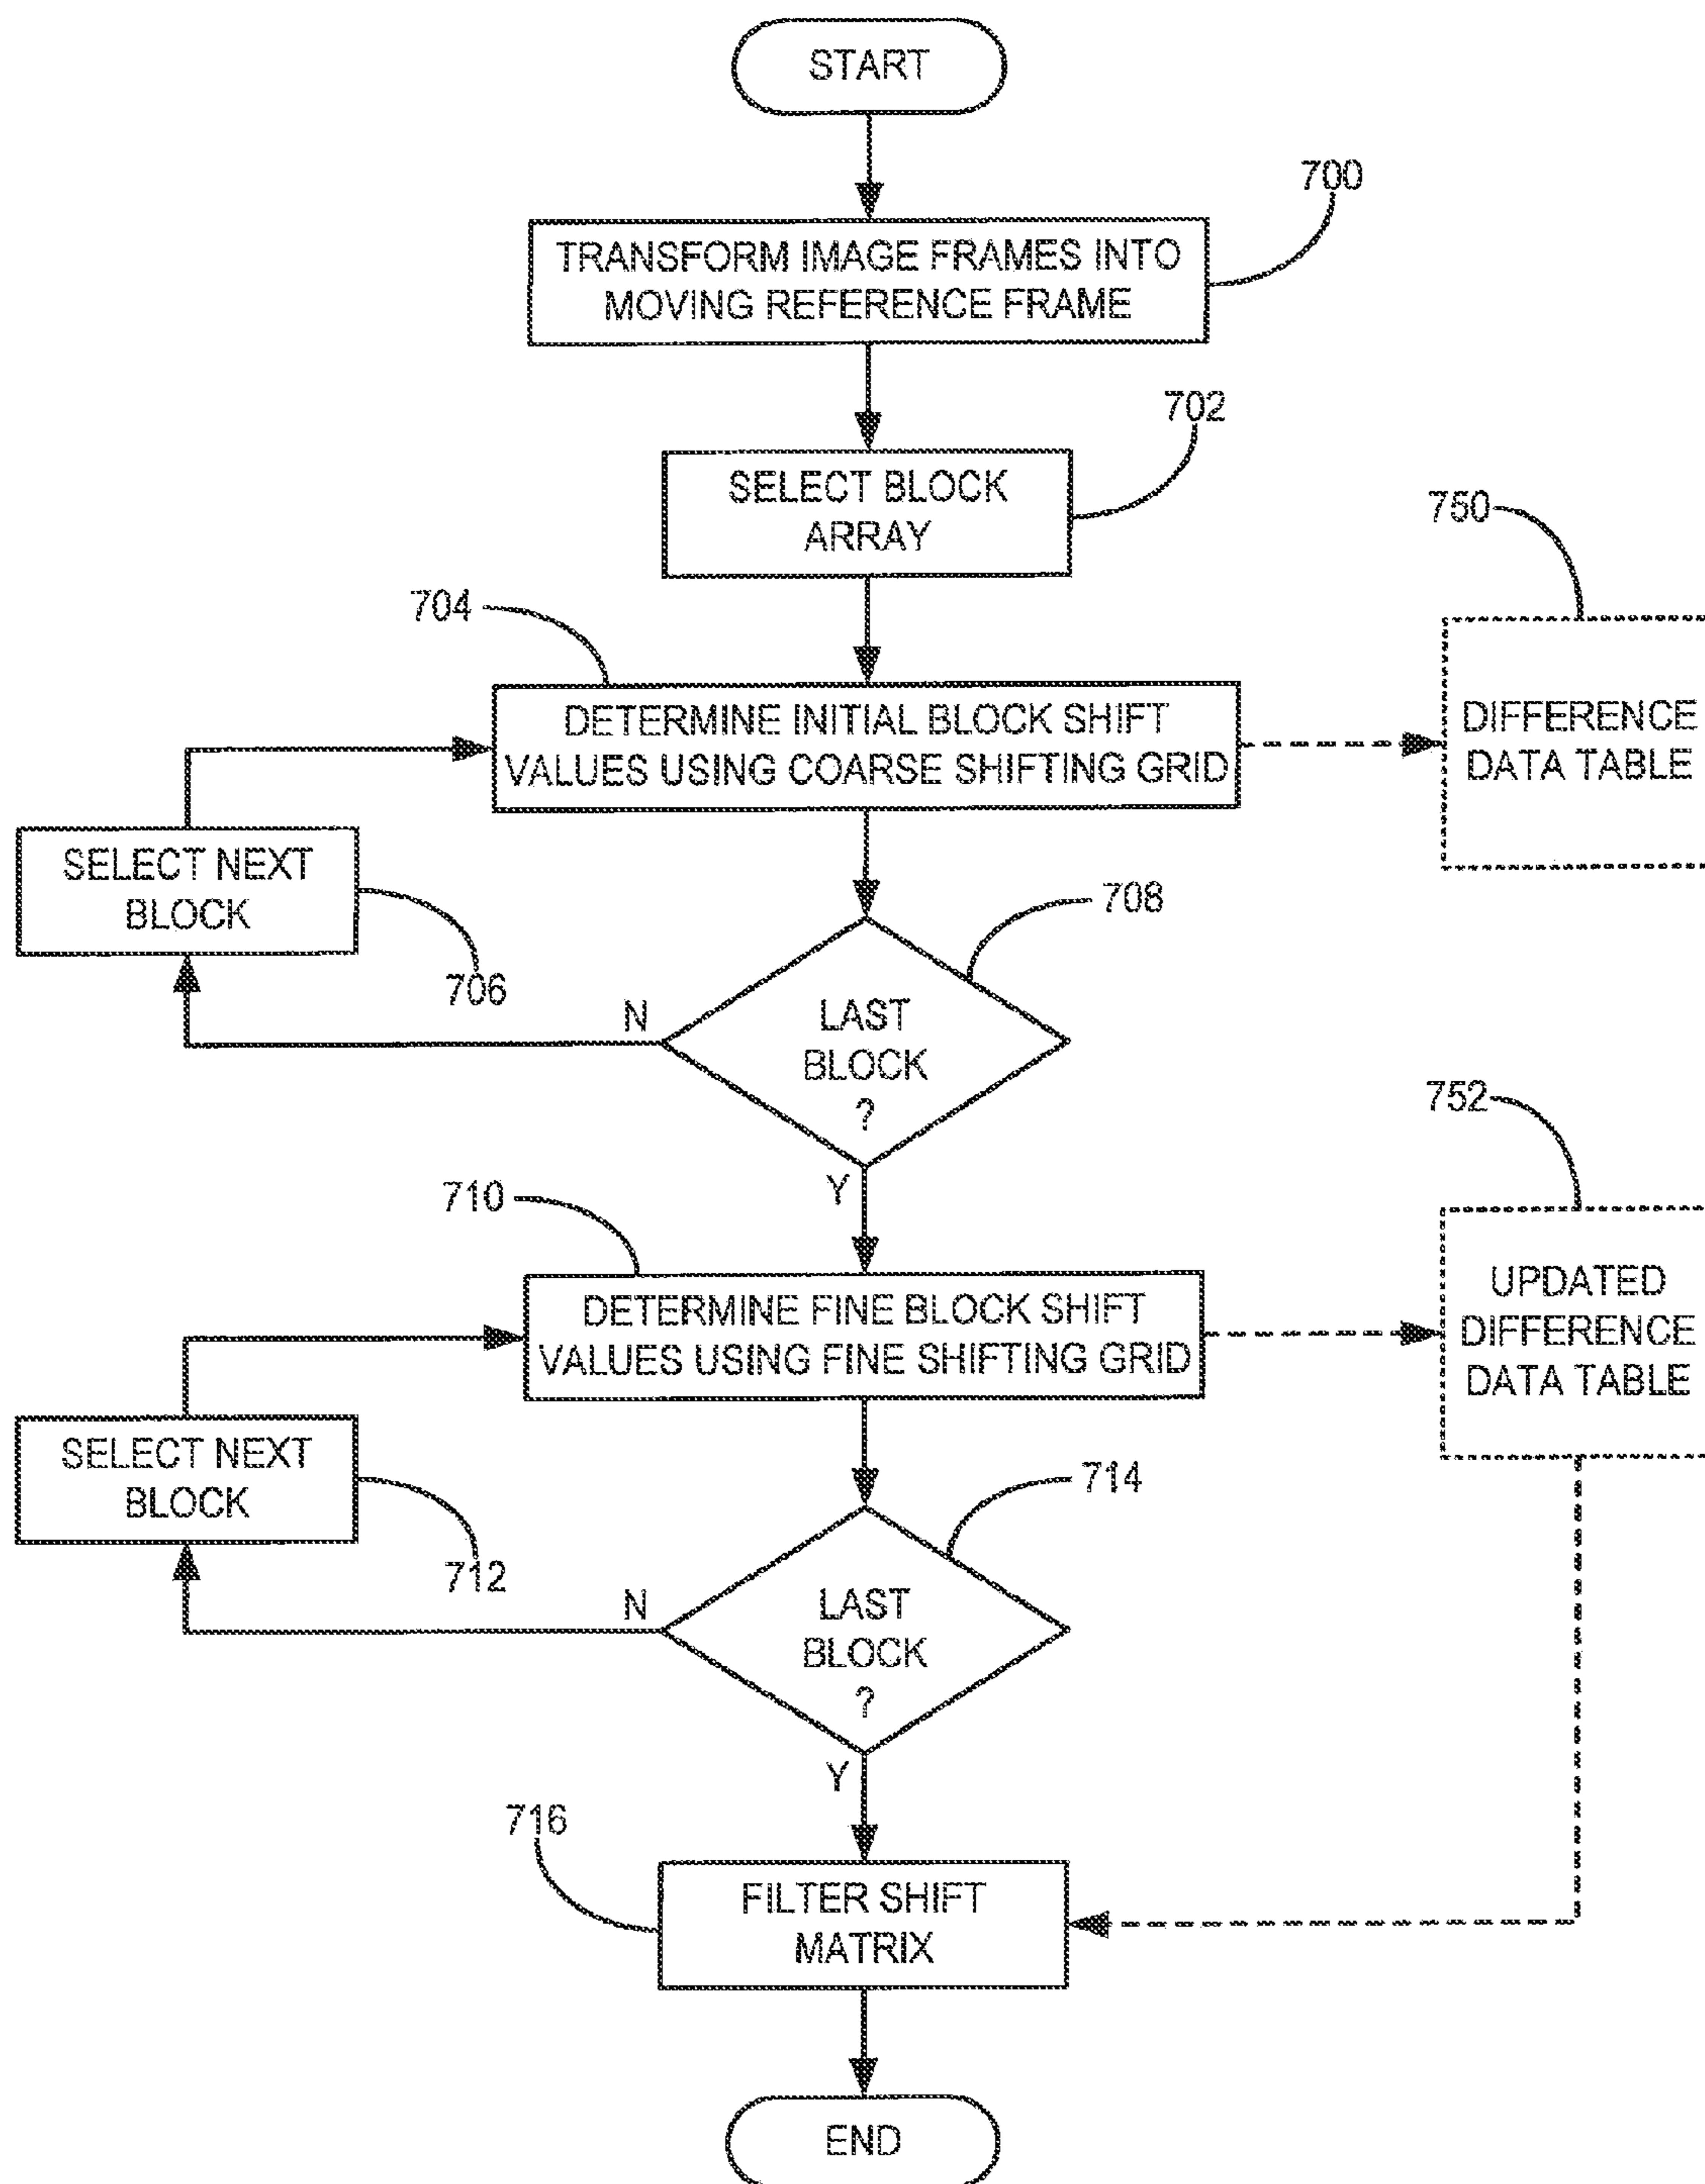 START
700
TRANSFORM IMAGE FRAMES INTO
MOVING REFERENCE FRAME
702
SELECT BLOCK
ARRAY
750
704
DETERMINE INITIAL BLOCK SHIFT
VALUES USING COARSE SHIFTING GRID
DIFFERENCE
DATA TABLE
SELECT NEXT
BLOCK
706
708
N
LAST
BLOCK
?
Y
752
710
DETERMINE FINE BLOCK SHIFT
VALUES USING FINE SHIFTING GRID
UPDATED
DIFFERENCE
DATA TABLE
SELECT NEXT
BLOCK
712
714
N
LAST
BLOCK
?
Y
716
FILTER SHIFT
MATRIX
END